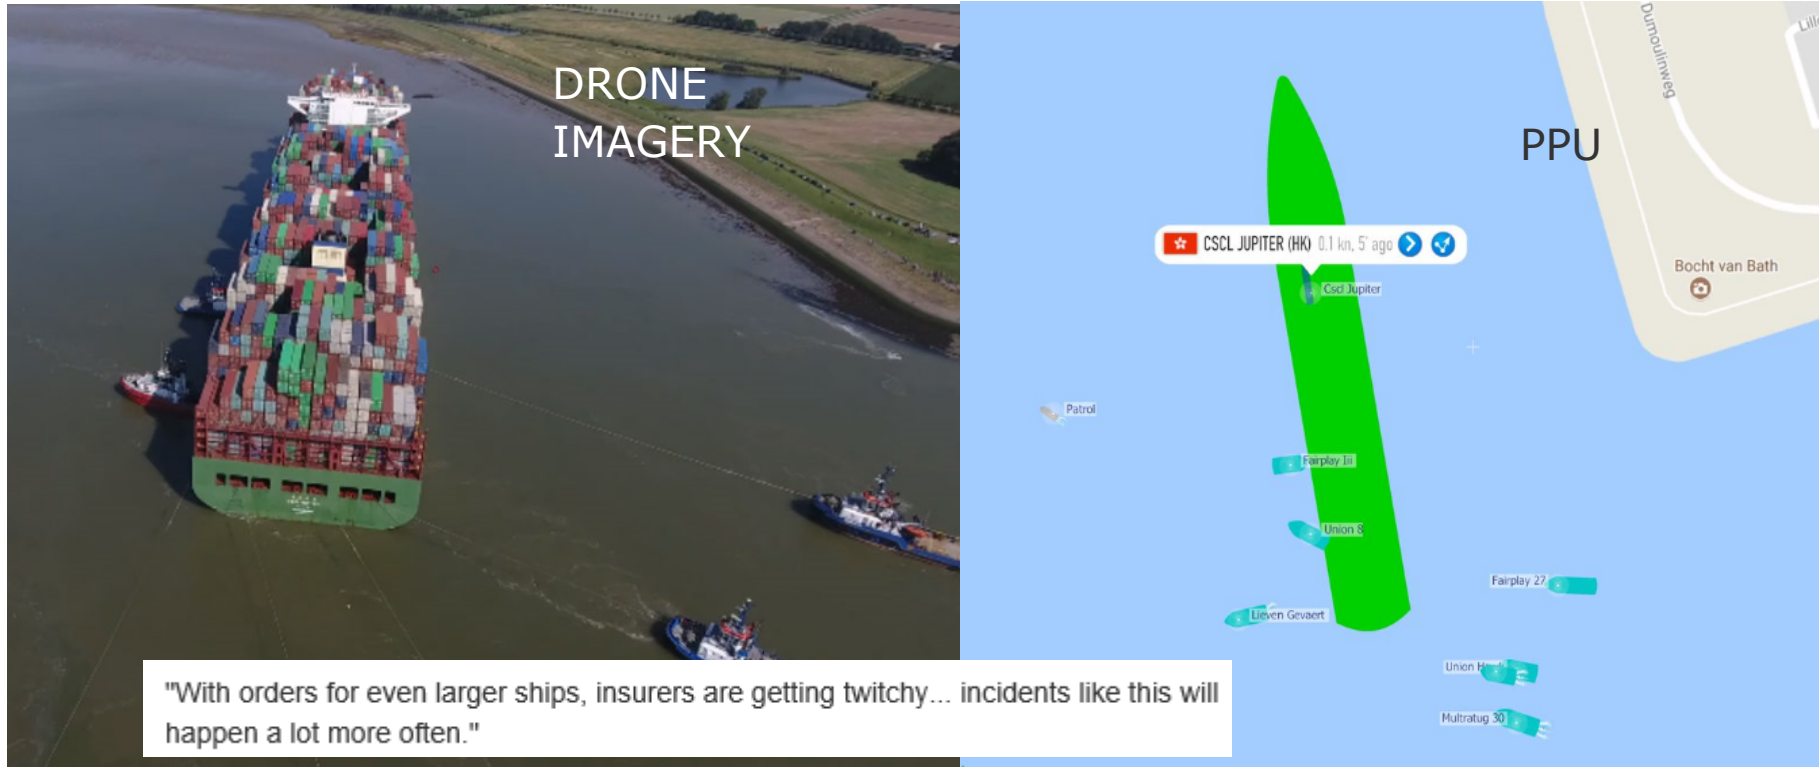 DRONE
IMAGERY
PPU
Dumoulinweg
CSCL JUPITER (HK) 0.1 kn, 5' ago
Cscl Jupiter
Bocht van Bath
Patrol
Fairplay Iii
Union 8
Fairplay 27
Lieven Gevaert
Union
Multratug 30
"With orders for even larger ships, insurers are getting twitchy... incidents like this will
happen a lot more often."